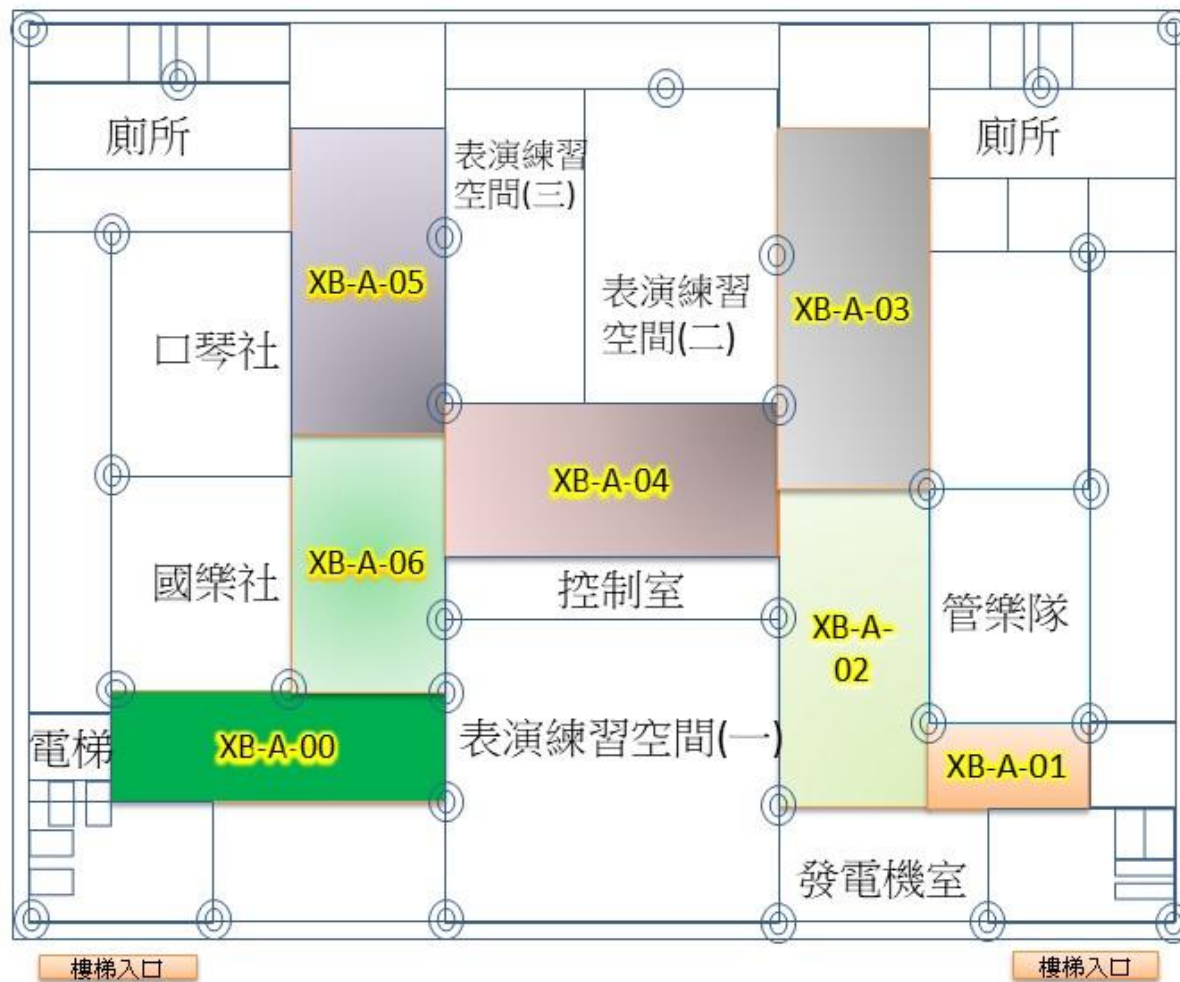 廁所
表演練習
空間(三)
廁所
XB-A-05
表演練習
空間(二)
XB-A-03
口琴社
XB-A-04
國樂社
XB-A-06
控制室
XB-A-
02
管樂隊
電梯
XB-A-00
表演練習空間(一)
XB-A-01
發電機室
樓梯入口
樓梯入口